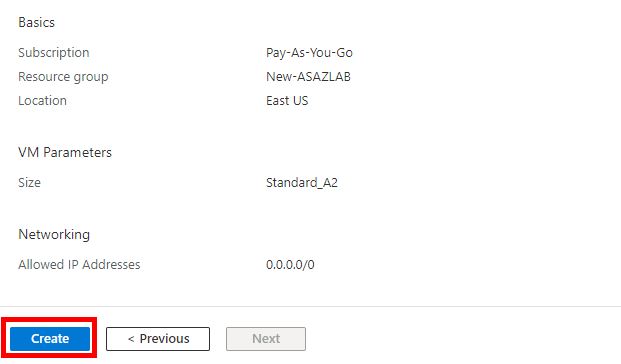 Basics
Subscription Pay-As-You-Go
Resource group New-ASAZLAB
Location East US
VM Parameters
Size Standard_A2
Networking
Allowed IP Addresses 0.0.0.0/0
Create < Previous Next